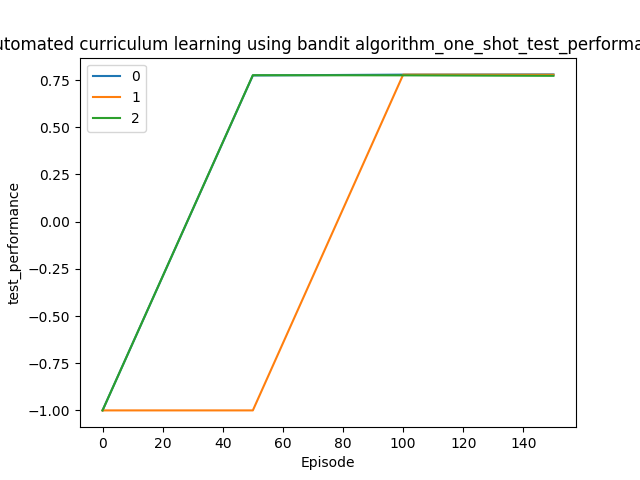 utomated curriculum learning using bandit algorithm_one_shot_test_performa
0
1
2
0.75
0.50
0.25
0.00
−0.25
−0.50
−0.75
−1.00
test_performance
0 20 40 60 80 100 120 140
Episode